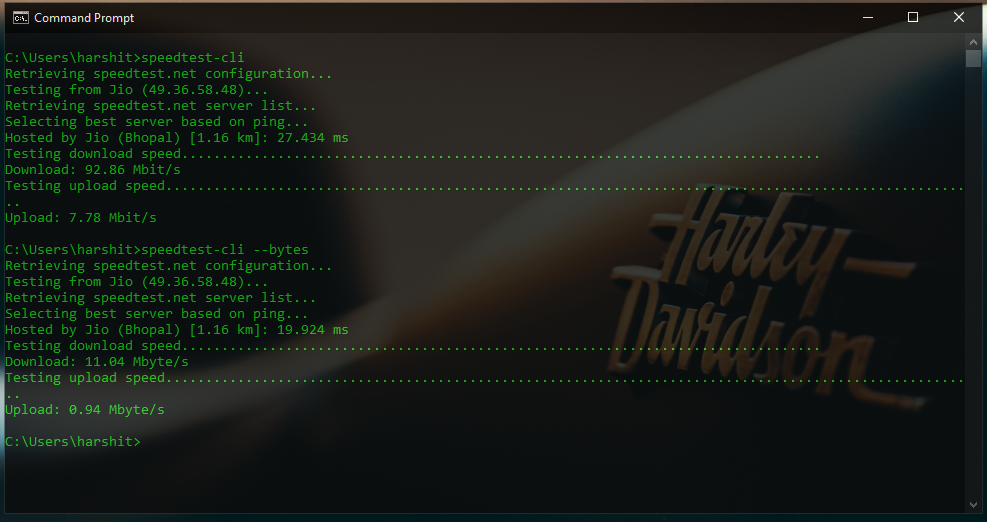 Command Prompt
C:\Users\harshit>speedtest-cli
Retrieving speedtest.net configuration...
Testing from Jio (49.36.58.48)...
Retrieving speedtest.net server list...
Selecting best server based on ping...
Hosted by Jio (Bhopal) [1.16 km]: 27.434 ms
Testing download speed................................................................................
Download: 92.86 Mbit/s
Testing upload speed....................................................................................................
..
Upload: 7.78 Mbit/s
C:\Users\harshit>speedtest-cli --bytes
Retrieving speedtest.net configuration...
Testing from Jio (49.36.58.48)...
Retrieving speedtest.net server list...
Selecting best server based on ping...
Hosted by Jio (Bhopal) [1.16 km]: 19.924 ms
Testing download speed................................................................................
Download: 11.04 Mbyte/s
Testing upload speed....................................................................................................
..
Upload: 0.94 Mbyte/s
C:\Users\harshit>
Harley
Davidson